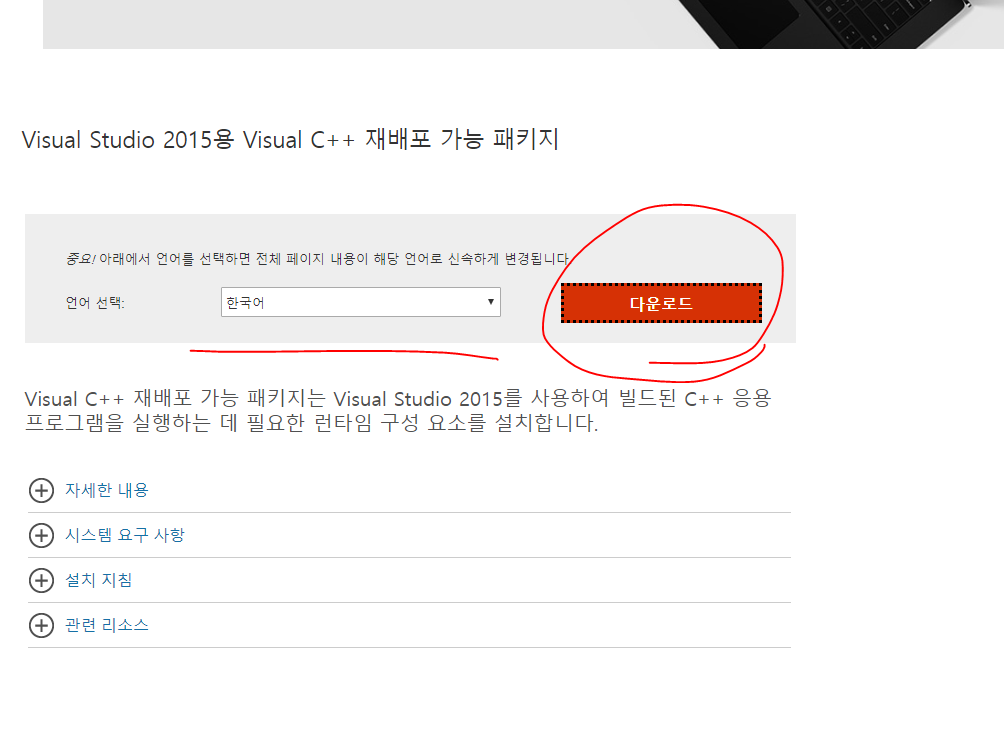 Visual Studio 2015용 Visual C++ 재배포 가능 패키지
중요! 아래에서 언어를 선택하면 전체 페이지 내용이 해당 언어로 신속하게 변경됩니다.
언어 선택:
한국어
다운로드
Visual C++ 재배포 가능 패키지는 Visual Studio 2015를 사용하여 빌드된 C++ 응용
프로그램을 실행하는 데 필요한 런타임 구성 요소를 설치합니다.
자세한 내용
시스템 요구 사항
설치 지침
관련 리소스